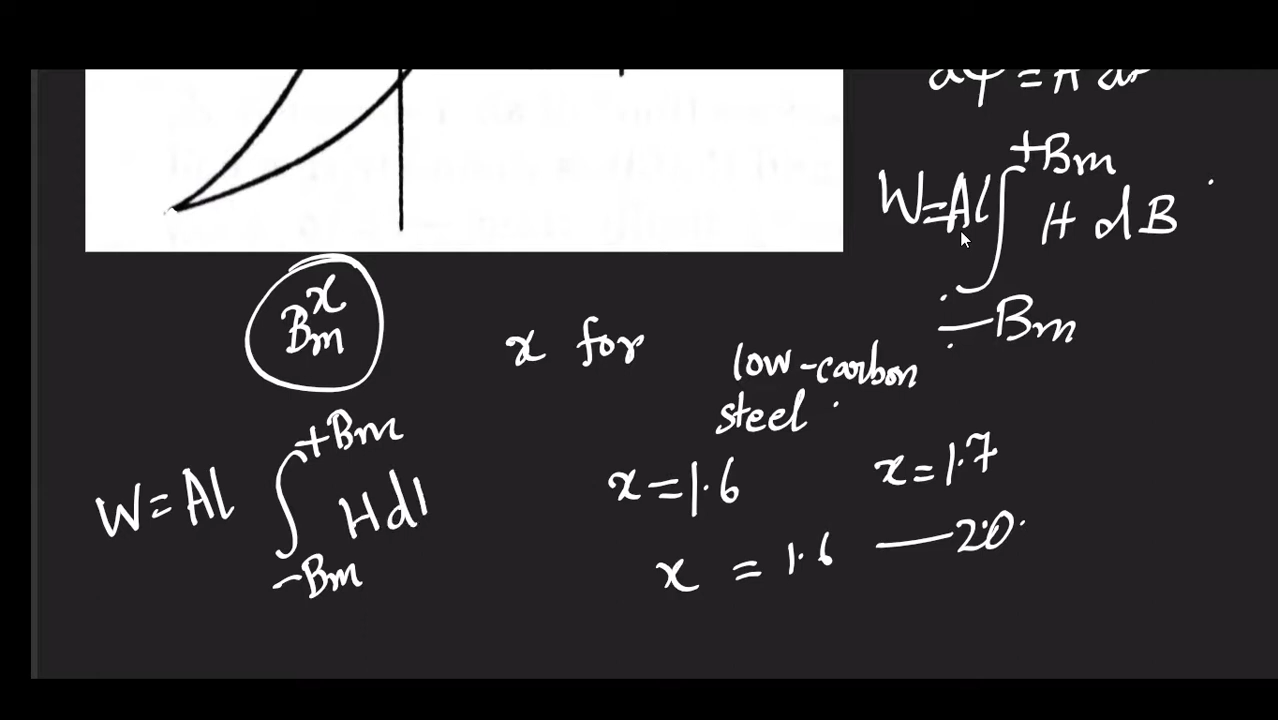 W=Al ∫ H dB
+Bm
-Bm
Bm^x
x for
low-carbon
steel
x=1.6 x=1.7
x = 1.6 — 2.0
+Bm
W=Al ∫ Hdl
-Bm